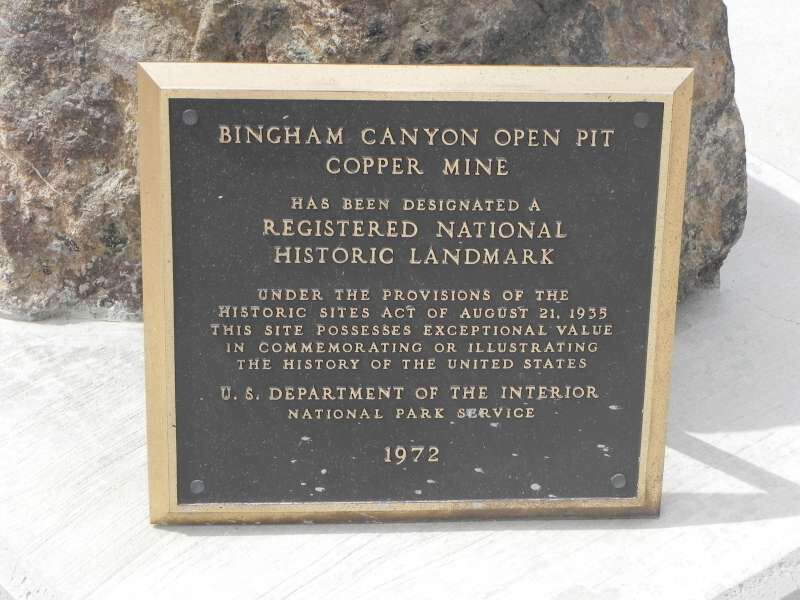 BINGHAM CANYON OPEN PIT
COPPER MINE
HAS BEEN DESIGNATED A
REGISTERED NATIONAL
HISTORIC LANDMARK
UNDER THE PROVISIONS OF THE
HISTORIC SITES ACT OF AUGUST 21, 1935
THIS SITE POSSESSES EXCEPTIONAL VALUE
IN COMMEMORATING OR ILLUSTRATING
THE HISTORY OF THE UNITED STATES
U. S. DEPARTMENT OF THE INTERIOR
NATIONAL PARK SERVICE
1972